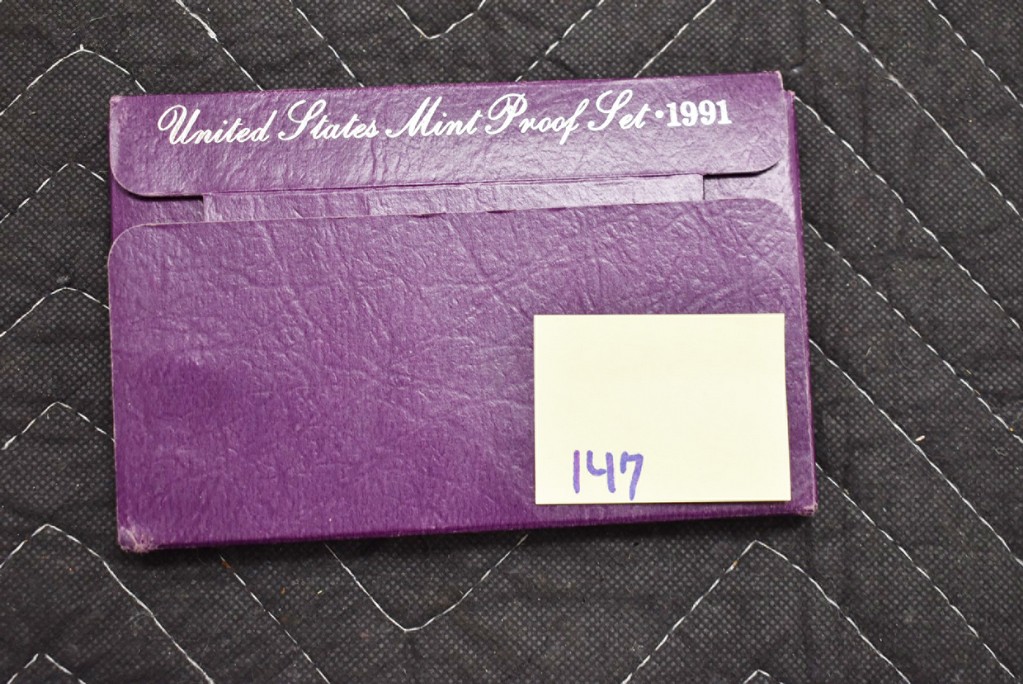 United States Mint Proof Set • 1991
147